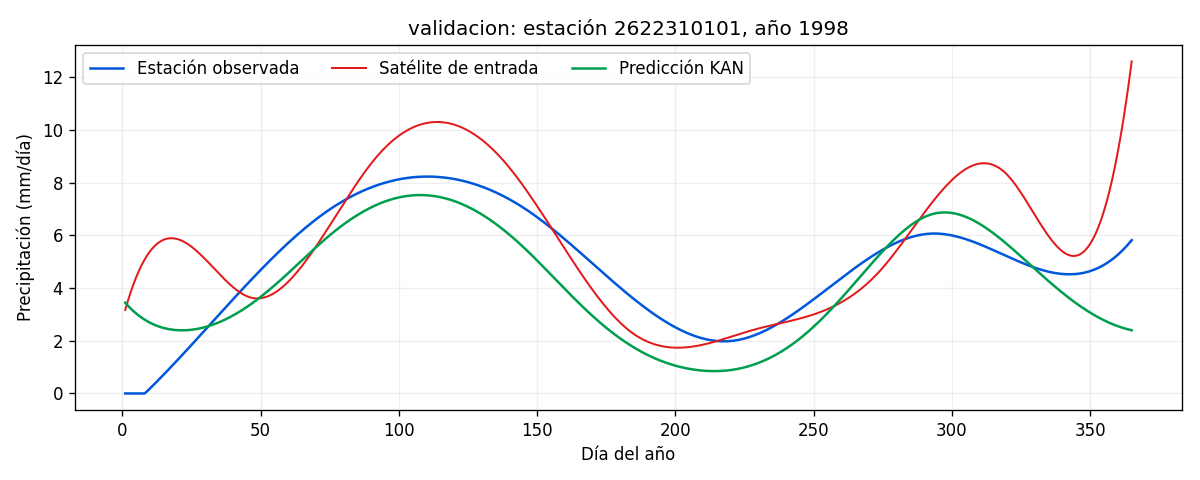 validacion: estación 2622310101, año 1998
Estación observada
Satélite de entrada
Predicción KAN
Precipitación (mm/día)
12
10
8
6
4
2
0
0 50 100 150 200 250 300 350
Día del año